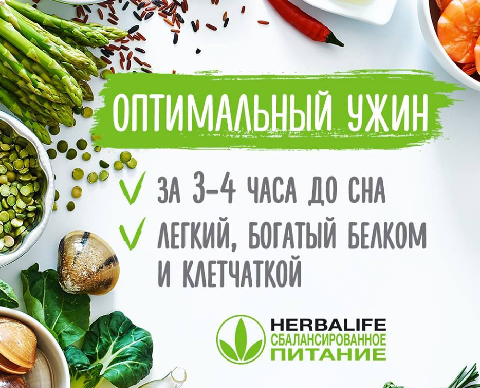 ОПТИМАЛЬНЫЙ УЖИН
ЗА 3-4 ЧАСА ДО СНА
ЛЕГКИЙ, БОГАТЫЙ БЕЛКОМ
И КЛЕТЧАТКОЙ
HERBALIFE
СБАЛАНСИРОВАННОЕ
ПИТАНИЕ